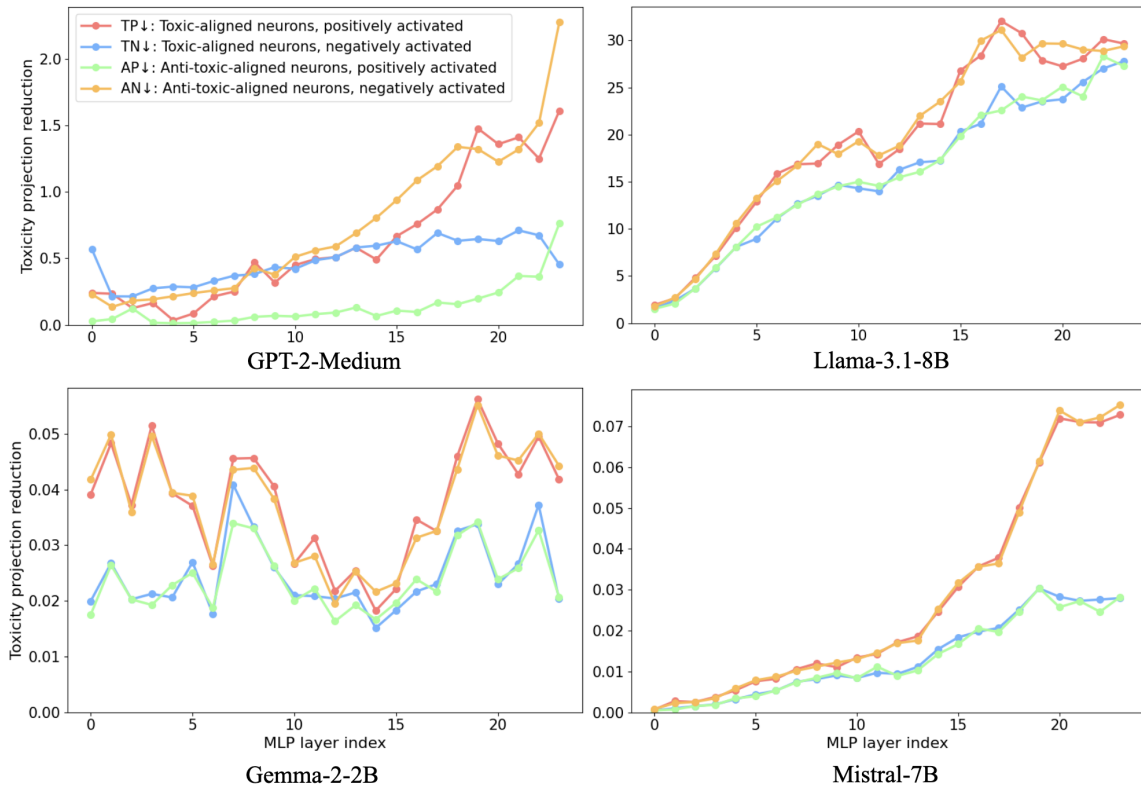 TP↓: Toxic-aligned neurons, positively activated
TN↓: Toxic-aligned neurons, negatively activated
AP↓: Anti-toxic-aligned neurons, positively activated
AN↓: Anti-toxic-aligned neurons, negatively activated
Toxicity projection reduction
2.0
1.5
1.0
0.5
0.0
0 5 10 15 20
GPT-2-Medium
30
25
20
15
10
5
0
0 5 10 15 20
Llama-3.1-8B
Toxicity projection reduction
0.05
0.04
0.03
0.02
0.01
0.00
0 5 10 15 20
MLP layer index
Gemma-2-2B
0.07
0.06
0.05
0.04
0.03
0.02
0.01
0.00
0 5 10 15 20
MLP layer index
Mistral-7B